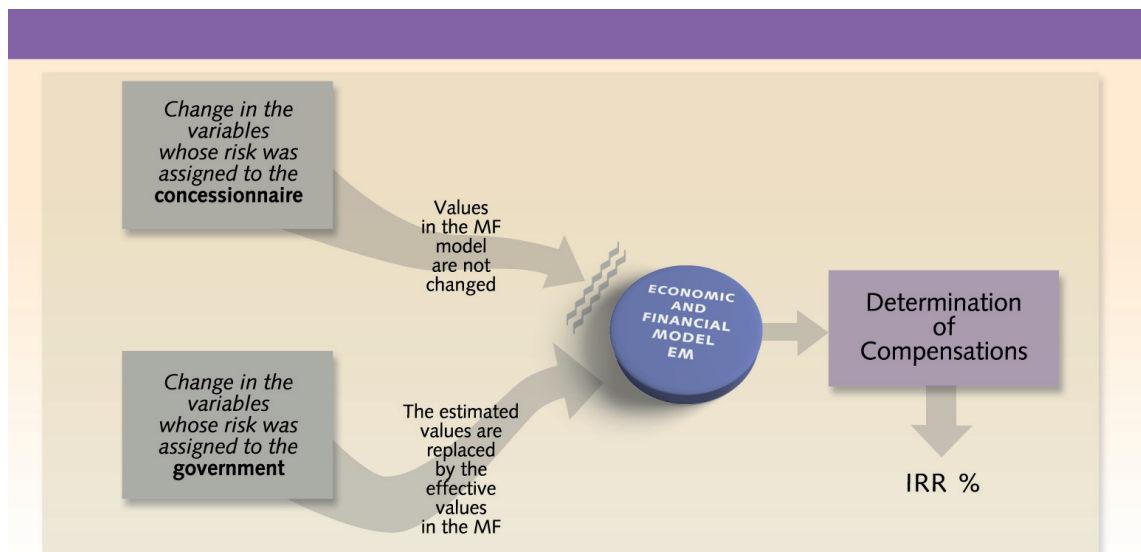 Change in the
variables
whose risk was
assigned to the
concessionnaire
Values
in the MF
model
are not
changed
ECONOMIC
AND
FINANCIAL
MODEL
EM
Determination
of
Compensations
Change in the
variables
whose risk was
assigned to the
government
The estimated
values are
replaced
by the
effective
values
in the MF
IRR %